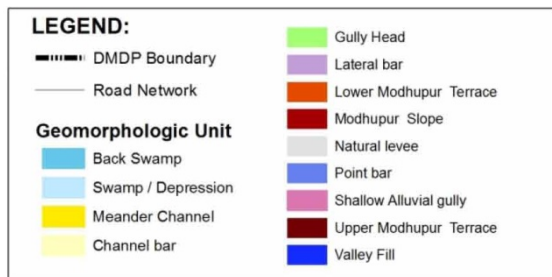 LEGEND:
DMDP Boundary
Road Network
Geomorphologic Unit
Back Swamp
Swamp / Depression
Meander Channel
Channel bar
Gully Head
Lateral bar
Lower Modhupur Terrace
Modhupur Slope
Natural levee
Point bar
Shallow Alluvial gully
Upper Modhupur Terrace
Valley Fill